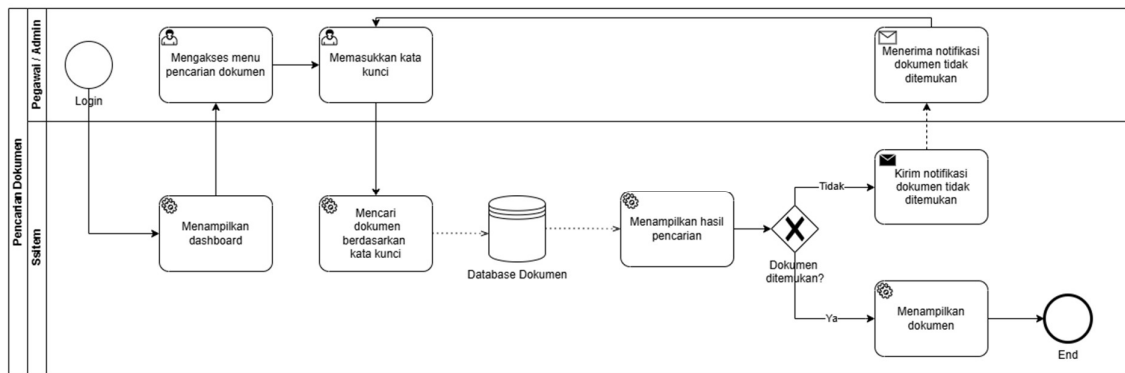 Pencarian Dokumen
Pegawai / Admin
Ssitem
Login
Mengakses menu
pencarian dokumen
Memasukkan kata
kunci
Menerima notifikasi
dokumen tidak
ditemukan
Menampilkan
dashboard
Mencari
dokumen
berdasarkan
kata kunci
Database Dokumen
Menampilkan hasil
pencarian
Dokumen
ditemukan?
Tidak
Kirim notifikasi
dokumen tidak
ditemukan
Ya
Menampilkan
dokumen
End